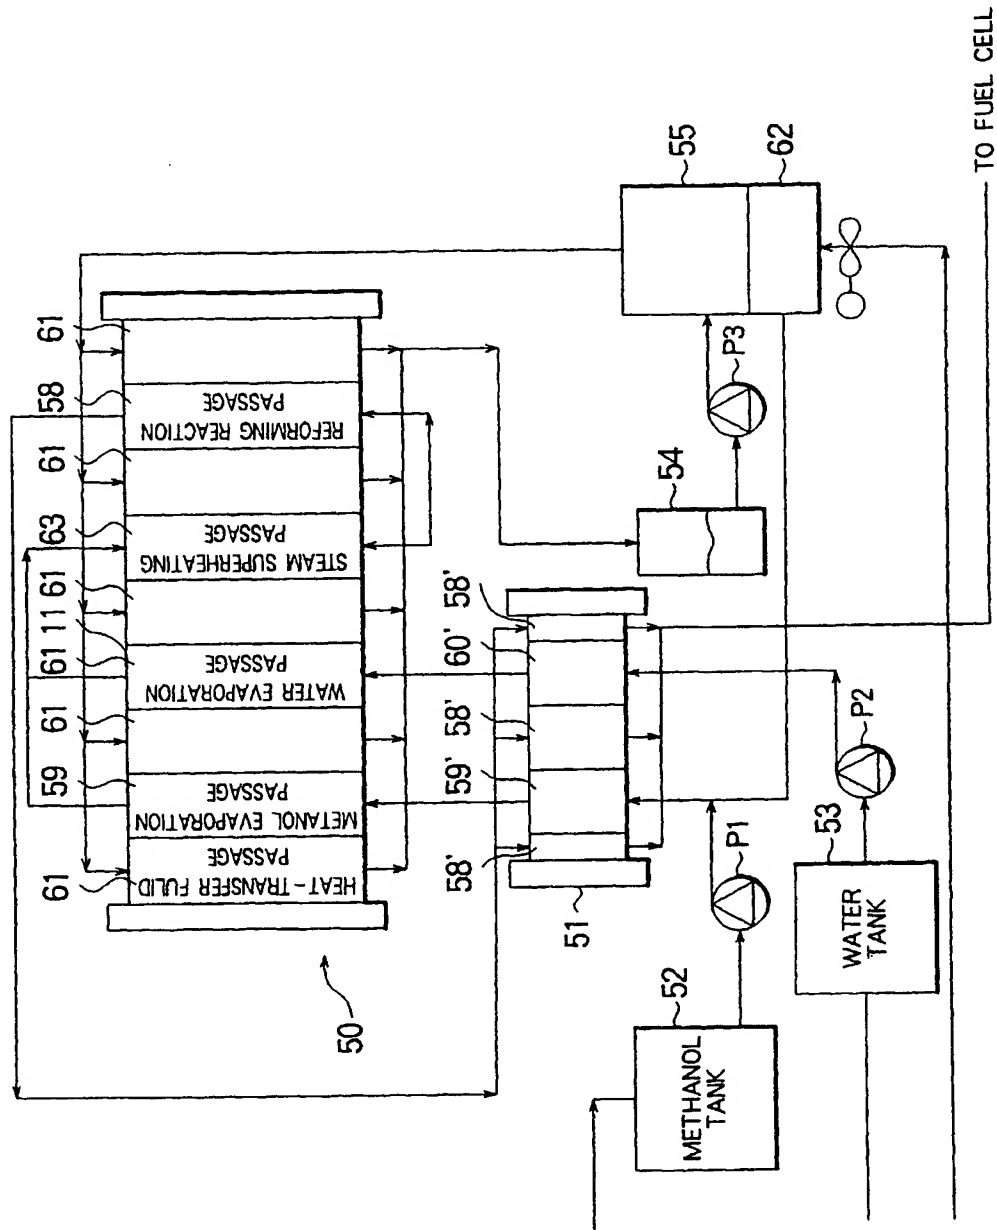 TO FUEL CELL
55
62
61
58
61
63
61
11
61
61
59
61
REFORMING REACTION
PASSAGE
STEAM SUPERHEATING
PASSAGE
WATER EVAPORATION
PASSAGE
METANOL EVAPORATION
PASSAGE
HEAT-TRANSFER FULID
PASSAGE
50
P3
54
58'
60'
58'
59'
58'
51
P2
P1
53
WATER
TANK
52
METHANOL
TANK